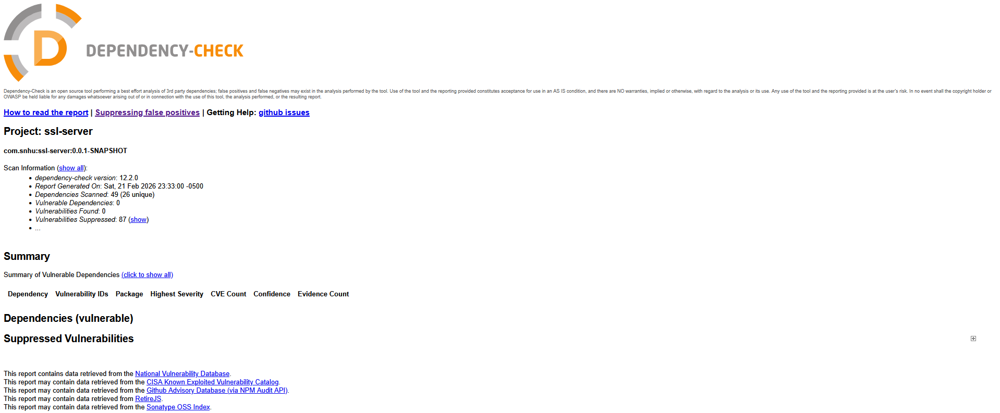 D
DEPENDENCY-CHECK
Dependency-Check is an open source tool performing a best effort analysis of 3rd party dependencies; false positives and false negatives may exist in the analysis performed by the tool. Use of the tool and the reporting provided constitutes acceptance for use in an AS IS condition, and there are NO warranties, implied or otherwise, with regard to the analysis or its use. Any use of the tool and the reporting provided is at the user's risk. In no event shall the copyright holder or
OWASP be held liable for any damages whatsoever arising out of or in connection with the use of this tool, the analysis performed, or the resulting report.
How to read the report | Suppressing false positives | Getting Help: github issues
Project: ssl-server
com.snhu:ssl-server:0.0.1-SNAPSHOT
Scan Information (show all):
• dependency-check version: 12.2.0
• Report Generated On: Sat, 21 Feb 2026 23:33:00 -0500
• Dependencies Scanned: 49 (26 unique)
• Vulnerable Dependencies: 0
• Vulnerabilities Found: 0
• Vulnerabilities Suppressed: 87 (show)
• ...
Summary
Summary of Vulnerable Dependencies (click to show all)
Dependency Vulnerability IDs Package Highest Severity CVE Count Confidence Evidence Count
Dependencies (vulnerable)
Suppressed Vulnerabilities
This report contains data retrieved from the National Vulnerability Database.
This report may contain data retrieved from the CISA Known Exploited Vulnerability Catalog.
This report may contain data retrieved from the Github Advisory Database (via NPM Audit API).
This report may contain data retrieved from RetireJS.
This report may contain data retrieved from the Sonatype OSS Index.